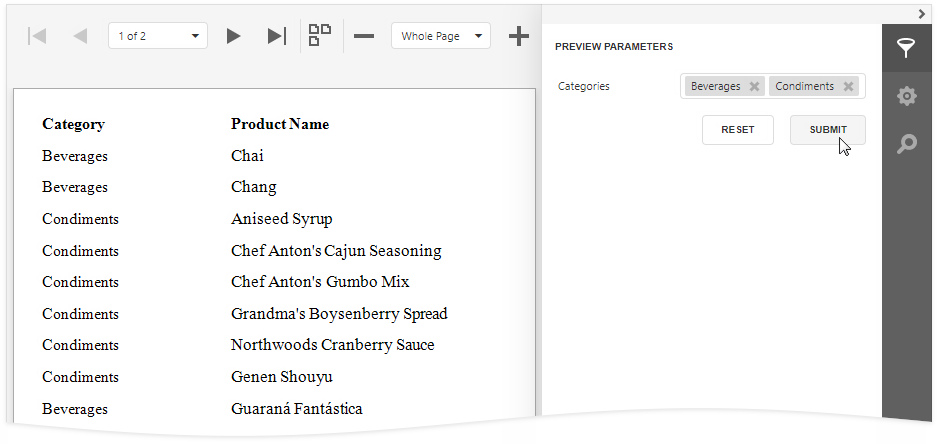 1 of 2
Whole Page
Category Product Name
Beverages Chai
Beverages Chang
Condiments Aniseed Syrup
Condiments Chef Anton's Cajun Seasoning
Condiments Chef Anton's Gumbo Mix
Condiments Grandma's Boysenberry Spread
Condiments Northwoods Cranberry Sauce
Condiments Genen Shouyu
Beverages Guaraná Fantástica
PREVIEW PARAMETERS
Categories Beverages Condiments
RESET SUBMIT